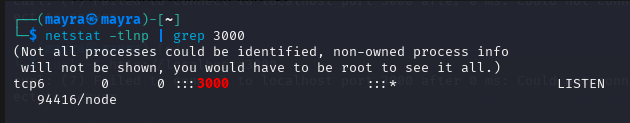 ┌──(mayra㉿mayra)-[~]
└─$ netstat -tlnp | grep 3000
(Not all processes could be identified, non-owned process info
 will not be shown, you would have to be root to see it all.)
tcp6       0      0 :::3000                 :::*                    LISTEN
   94416/node